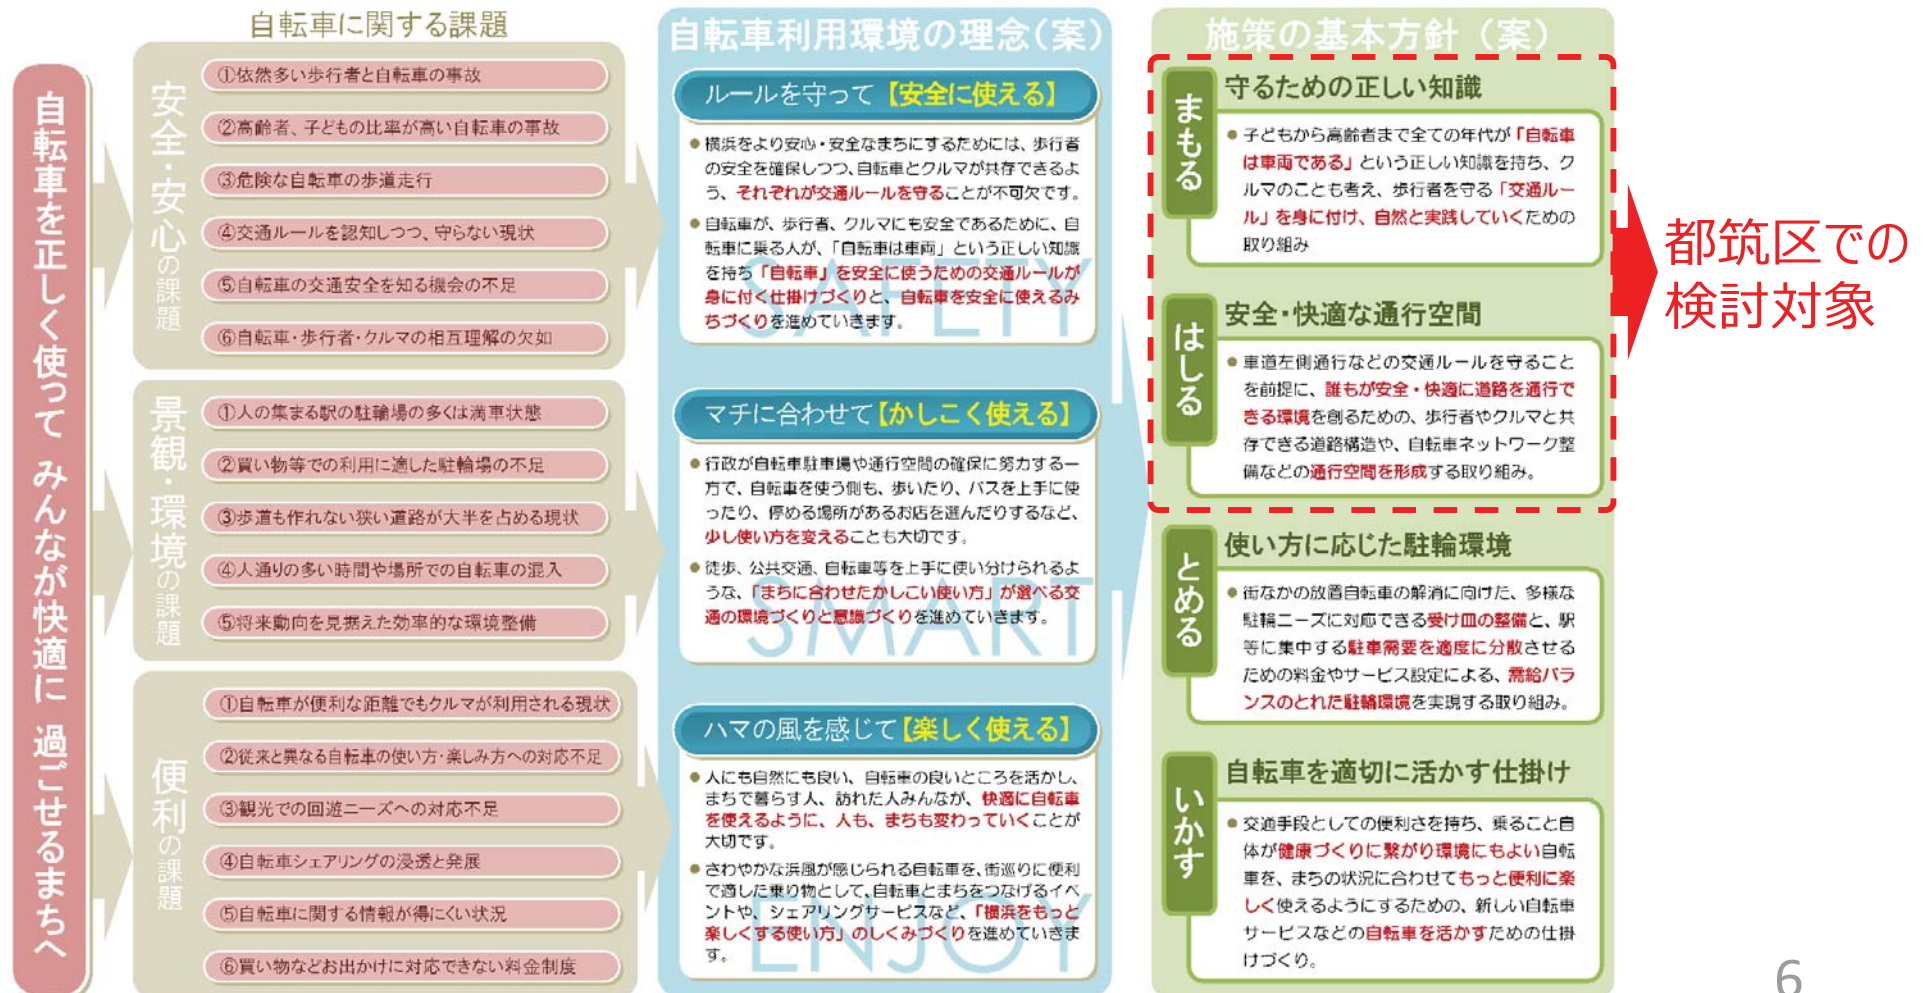 自転車を正しく使って みんなが快適に 過ごせるまちへ
自転車に関する課題
安全・安心の課題
①依然多い歩行者と自転車の事故
②高齢者、子どもの比率が高い自転車の事故
③危険な自転車の歩道走行
④交通ルールを認知しつつ、守らない現状
⑤自転車の交通安全を知る機会の不足
⑥自転車・歩行者・クルマの相互理解の欠如
景観・環境の課題
①人の集まる駅の駐輪場の多くは満車状態
②買い物等での利用に適した駐輪場の不足
③歩道も作れない狭い道路が大半を占める現状
④人通りの多い時間や場所での自転車の混入
⑤将来動向を見据えた効率的な環境整備
便利の課題
①自転車が便利な距離でもクルマが利用される現状
②従来と異なる自転車の使い方・楽しみ方への対応不足
③観光での回遊ニーズへの対応不足
④自転車シェアリングの浸透と発展
⑤自転車に関する情報が得にくい状況
⑥買い物などお出かけに対応できない料金制度
自転車利用環境の理念(案)
ルールを守って【安全に使える】
●横浜をより安心・安全なまちにするためには、歩行者
の安全を確保しつつ、自転車とクルマが共存できるよ
う、それぞれが交通ルールを守ることが不可欠です。
●自転車が、歩行者、クルマにも安全であるために、自
転車に乗る人が、「自転車は車両」という正しい知識
を持ち「自転車」を安全に使うための交通ルールが
身に付く仕掛けづくりと、自転車を安全に使えるみ
ちづくりを進めていきます。
SAFETY
マチに合わせて【かしこく使える】
●行政が自転車駐車場や通行空間の確保に努力する一
方で、自転車を使う側も、歩いたり、バスを上手に使
ったり、停める場所があるお店を選んだりするなど、
少し使い方を変えることも大切です。
●徒歩、公共交通、自転車等を上手に使い分けられるよ
うな、「まちに合わせたかしこい使い方」が選べる交
通の環境づくりと意識づくりを進めていきます。
SMART
ハマの風を感じて【楽しく使える】
●人にも自然にも良い、自転車の良いところを活かし、
まちで暮らす人、訪れた人みんなが、快適に自転車
を使えるように、人も、まちも変わっていくことが
大切です。
●さわやかな浜風が感じられる自転車を、街巡りに便利
で適した乗り物として、自転車とまちをつなげるイベ
ントや、シェアリングサービスなど、「横浜をもっと
楽しくする使い方」のしくみづくりを進めていきま
す。
ENJOY
施策の基本方針(案)
まもる
守るための正しい知識
●子どもから高齢者まで全ての年代が「自転車
は車両である」という正しい知識を持ち、ク
ルマのことも考え、歩行者を守る「交通ルー
ル」を身に付け、自然と実践していくための
取り組み
はしる
安全・快適な通行空間
●車道左側通行などの交通ルールを守ること
を前提に、誰もが安全・快適に道路を通行で
きる環境を創るための、歩行者やクルマと共
存できる道路構造や、自転車ネットワーク整
備などの通行空間を形成する取り組み。
とめる
使い方に応じた駐輪環境
●街なかの放置自転車の解消に向けた、多様な
駐輪ニーズに対応できる受け皿の整備と、駅
等に集中する駐車需要を適度に分散させる
ための料金やサービス設定による、需給バラ
ンスのとれた駐輪環境を実現する取り組み。
いかす
自転車を適切に活かす仕掛け
●交通手段としての便利さを持ち、乗ること自
体が健康づくりに繋がり環境にもよい自転
車を、まちの状況に合わせてもっと便利に楽
しく使えるようにするための、新しい自転車
サービスなどの自転車を活かすための仕掛
けづくり。
都筑区での
検討対象
6